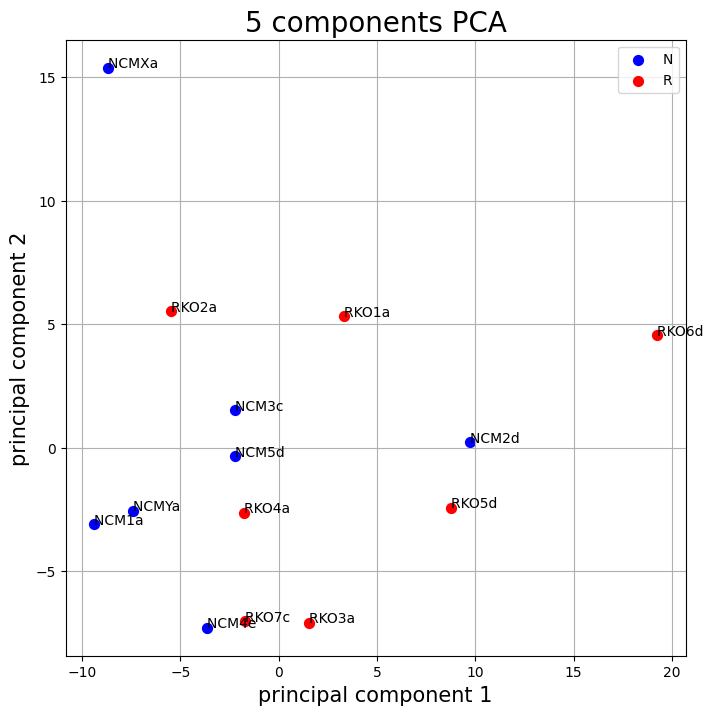 5 components PCA
N
R
NCMXa
RKO2a
RKO1a
RKO6d
NCM3c
NCM2d
NCM5d
NCMYa
NCM1a
RKO4a
RKO5d
NCM4e
RKO7c
RKO3a
15
10
5
0
−5
−10
−5
0
5
10
15
20
principal component 1
principal component 2